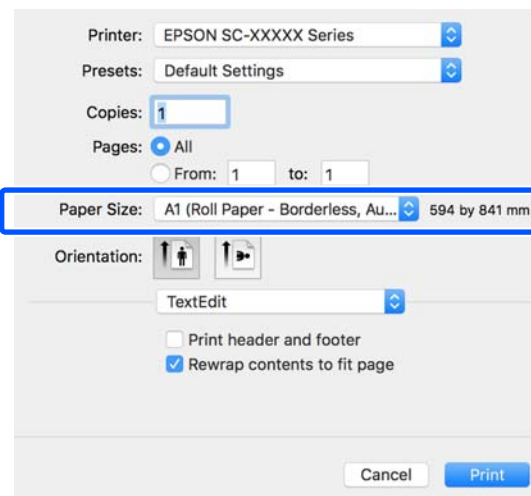 Printer: EPSON SC-XXXXX Series
Presets: Default Settings
Copies: 1
Pages: All
From: 1 to: 1
Paper Size: A1 (Roll Paper - Borderless, Au... 594 by 841 mm
Orientation:
TextEdit
Print header and footer
Rewrap contents to fit page
Cancel Print